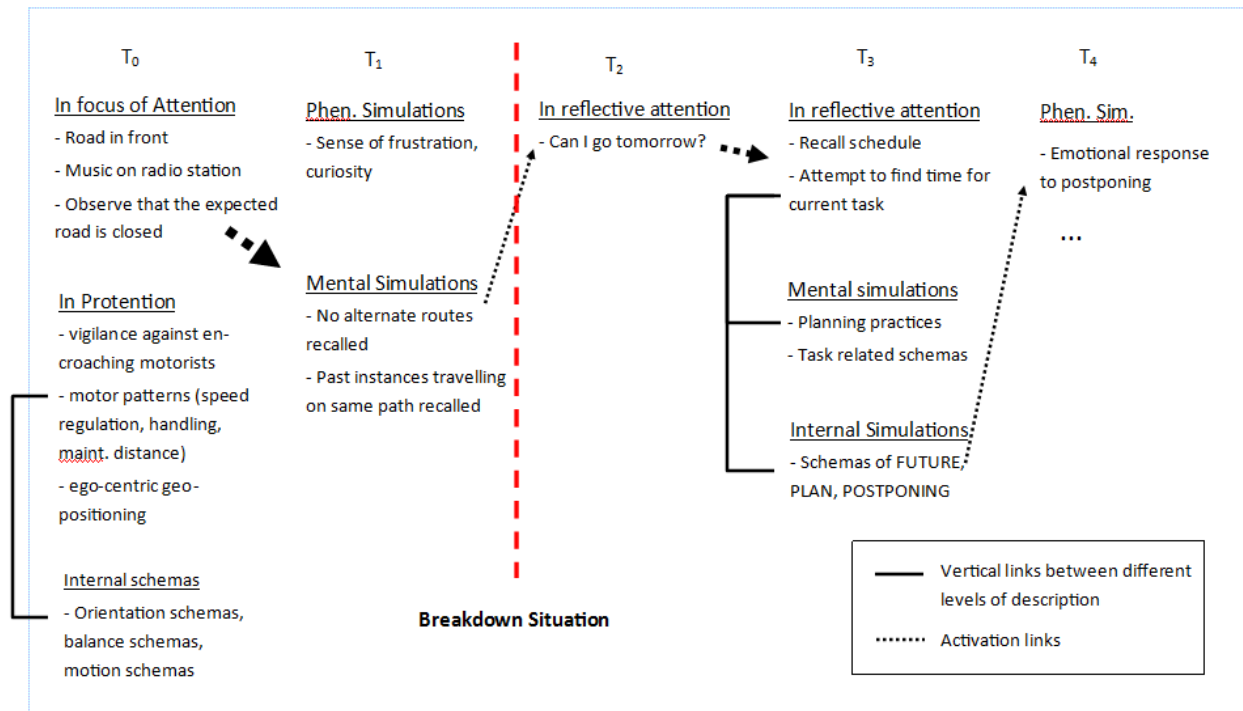 T₀
In focus of Attention
- Road in front
- Music on radio station
- Observe that the expected
road is closed
In Protention
- vigilance against en-
croaching motorists
- motor patterns (speed
regulation, handling,
maint. distance)
- ego-centric geo-
positioning
Internal schemas
- Orientation schemas,
balance schemas,
motion schemas
T₁
Phen. Simulations
- Sense of frustration,
curiosity
Mental Simulations
- No alternate routes
recalled
- Past instances travelling
on same path recalled
Breakdown Situation
T₂
In reflective attention
- Can I go tomorrow?
T₃
In reflective attention
- Recall schedule
- Attempt to find time for
current task
Mental simulations
- Planning practices
- Task related schemas
Internal Simulations
- Schemas of FUTURE,
PLAN, POSTPONING
T₄
Phen. Sim.
- Emotional response
to postponing
...
Vertical links between different
levels of description
Activation links